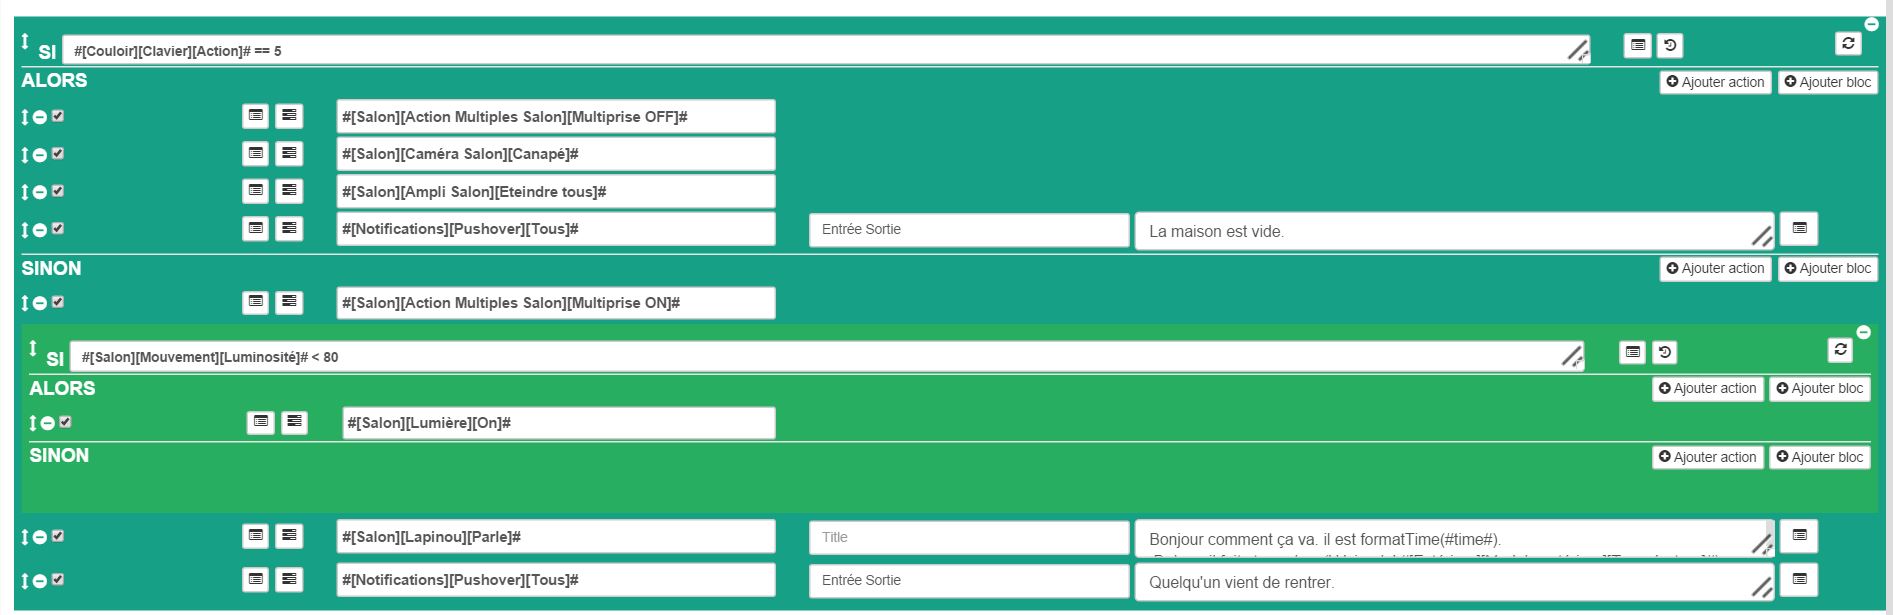 SI #[Couloir][Clavier][Action]# == 5
ALORS
Ajouter action Ajouter bloc
#[Salon][Action Multiples Salon][Multiprise OFF]#
#[Salon][Caméra Salon][Canapé]#
#[Salon][Ampli Salon][Eteindre tous]#
#[Notifications][Pushover][Tous]# Entrée Sortie La maison est vide.
SINON
Ajouter action Ajouter bloc
#[Salon][Action Multiples Salon][Multiprise ON]#
SI #[Salon][Mouvement][Luminosité]# < 80
ALORS
Ajouter action Ajouter bloc
#[Salon][Lumière][On]#
SINON
Ajouter action Ajouter bloc
#[Salon][Lapinou][Parle]# Title Bonjour comment ça va. il est formatTime(#time#).
#[Notifications][Pushover][Tous]# Entrée Sortie Quelqu'un vient de rentrer.